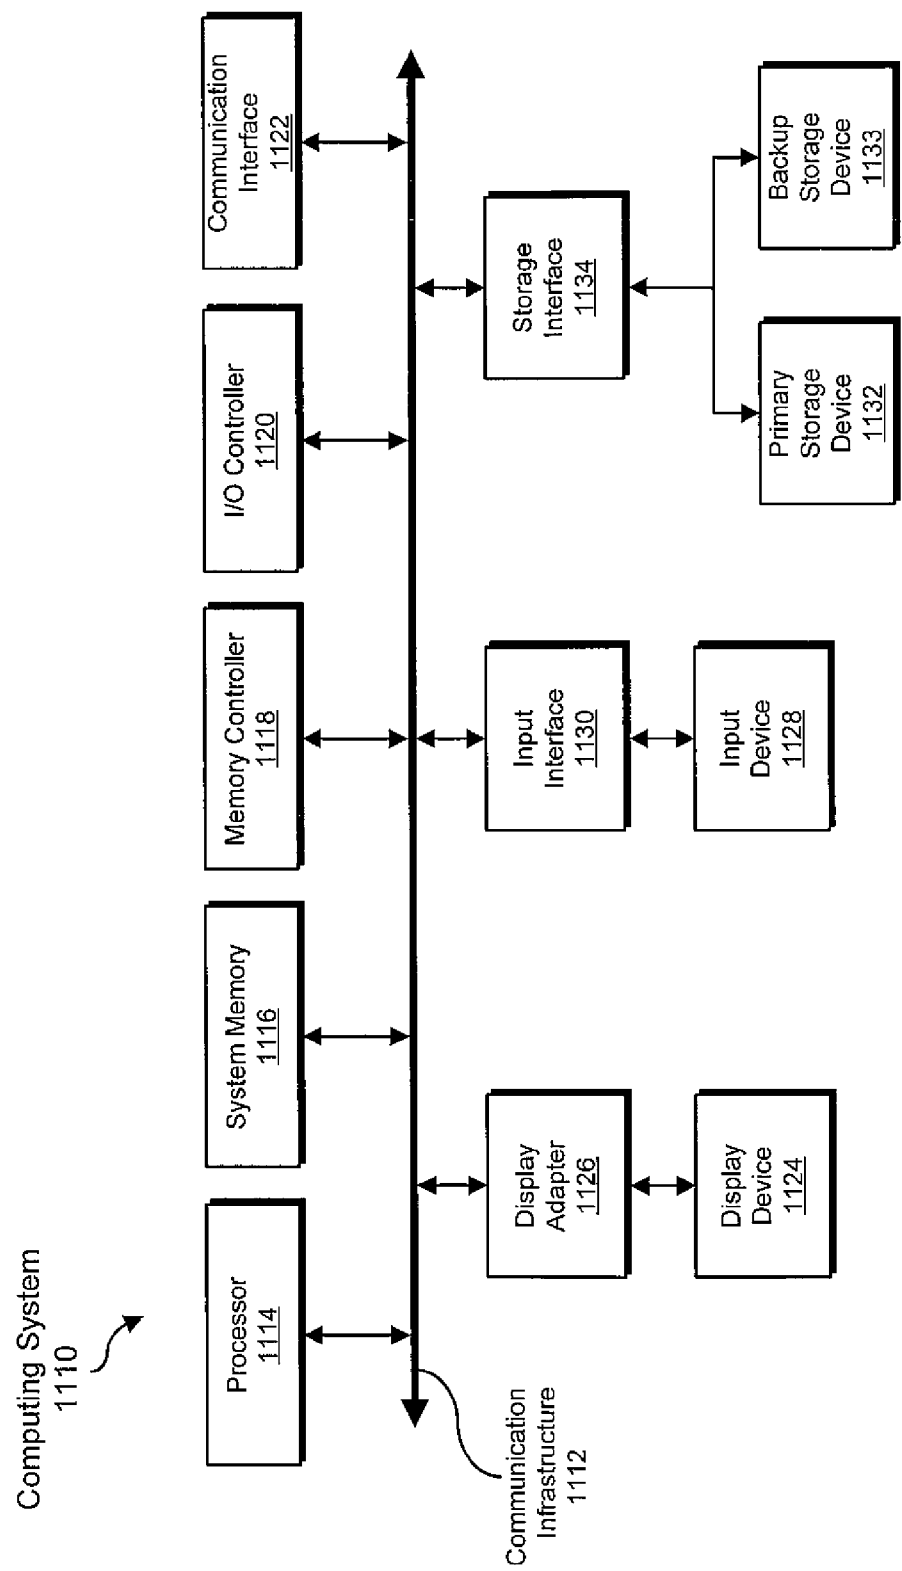 Computing System
1110
Processor
1114
System Memory
1116
Memory Controller
1118
I/O Controller
1120
Communication
Interface
1122
Communication
Infrastructure
1112
Display
Adapter
1126
Input
Interface
1130
Storage
Interface
1134
Display
Device
1124
Input
Device
1128
Primary
Storage
Device
1132
Backup
Storage
Device
1133